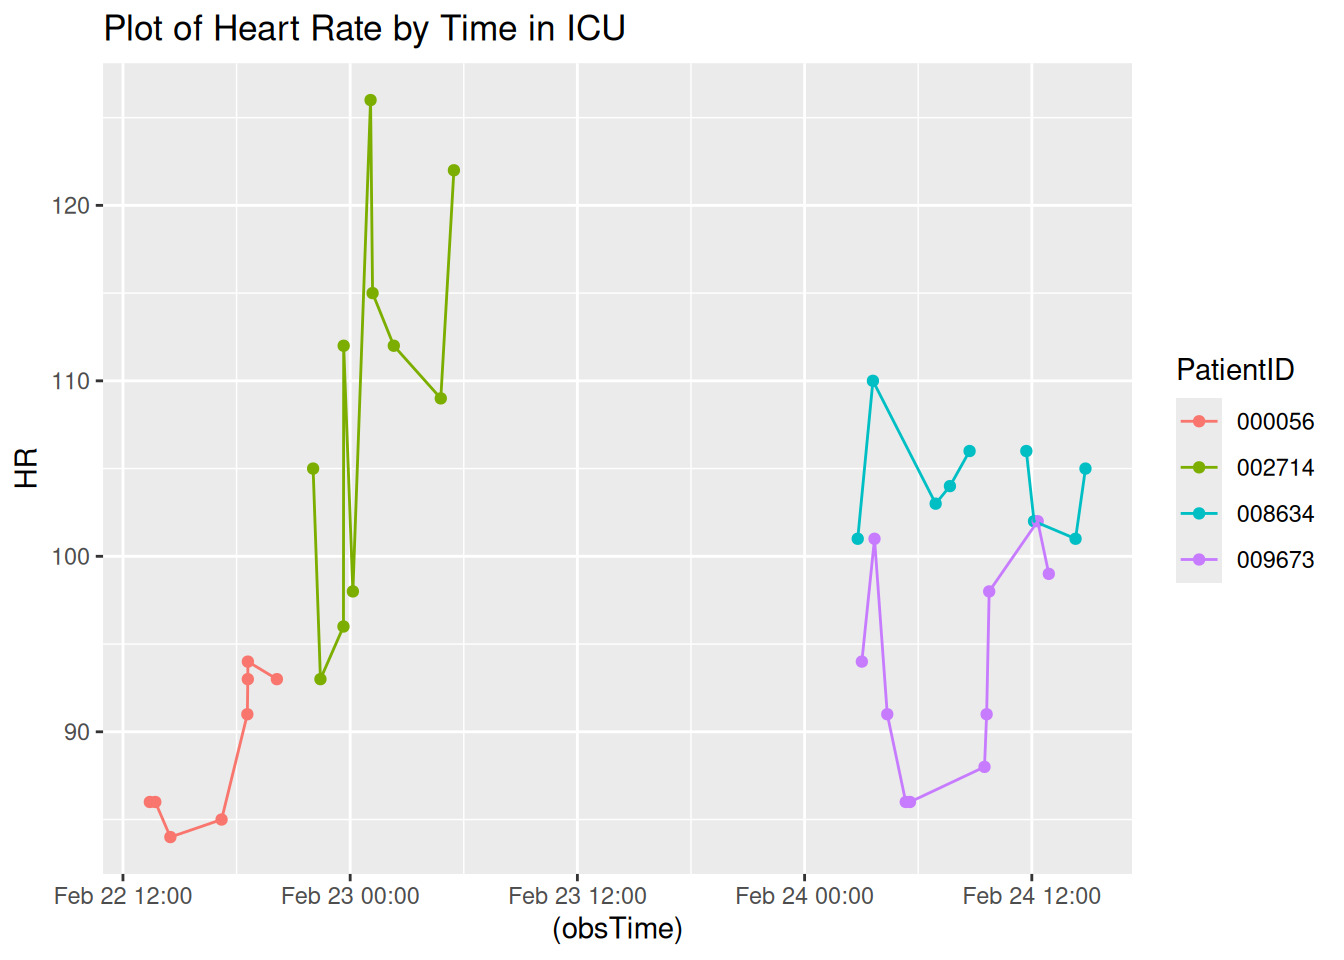 Plot of Heart Rate by Time in ICU
HR
120
110
100
90
Feb 22 12:00
Feb 23 00:00
Feb 23 12:00
Feb 24 00:00
Feb 24 12:00
(obsTime)
PatientID
000056
002714
008634
009673